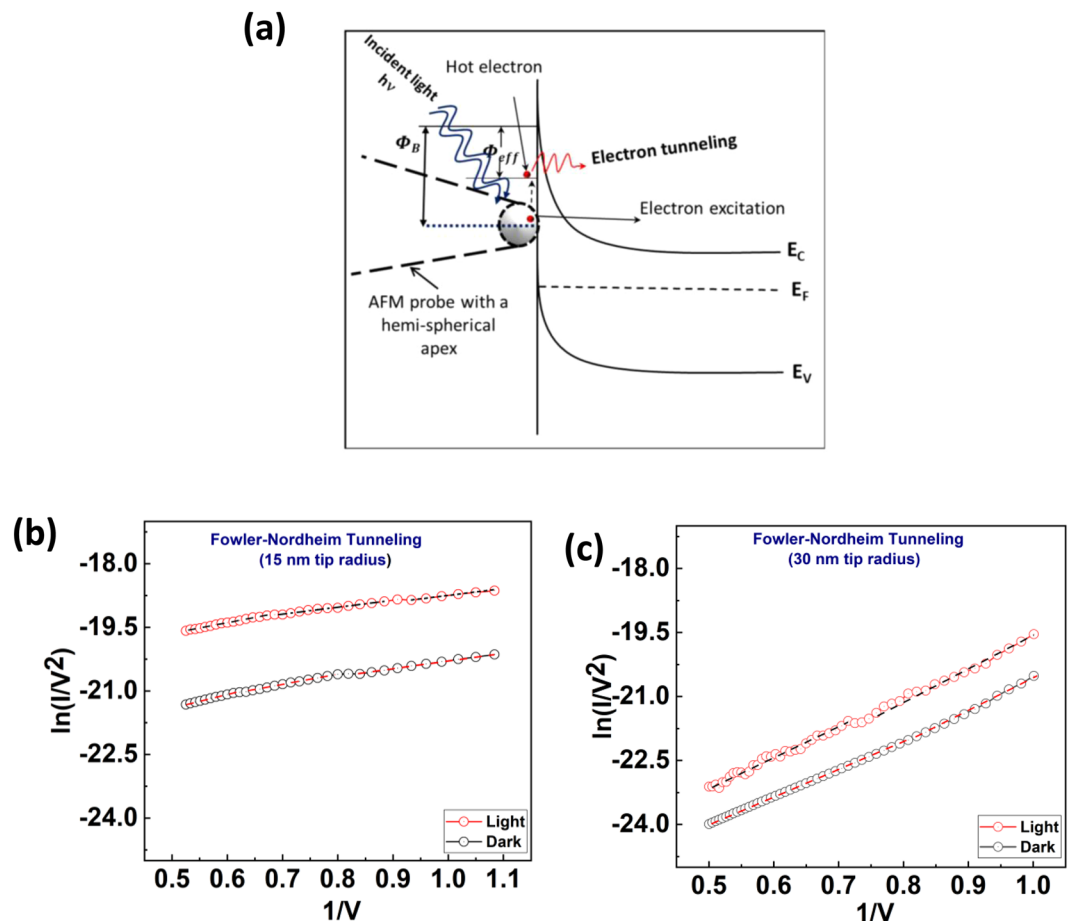 (a)
Incident light
hν
Hot electron
Φ_B
Φ_eff
Electron tunneling
Electron excitation
E_C
E_F
E_V
AFM probe with a
hemi-spherical
apex
(b)
Fowler-Nordheim Tunneling
(15 nm tip radius)
ln(I/V²)
-18.0
-19.5
-21.0
-22.5
-24.0
Light
Dark
0.5 0.6 0.7 0.8 0.9 1.0 1.1
1/V
(c)
Fowler-Nordheim Tunneling
(30 nm tip radius)
ln(I/V²)
-18.0
-19.5
-21.0
-22.5
-24.0
Light
Dark
0.5 0.6 0.7 0.8 0.9 1.0
1/V